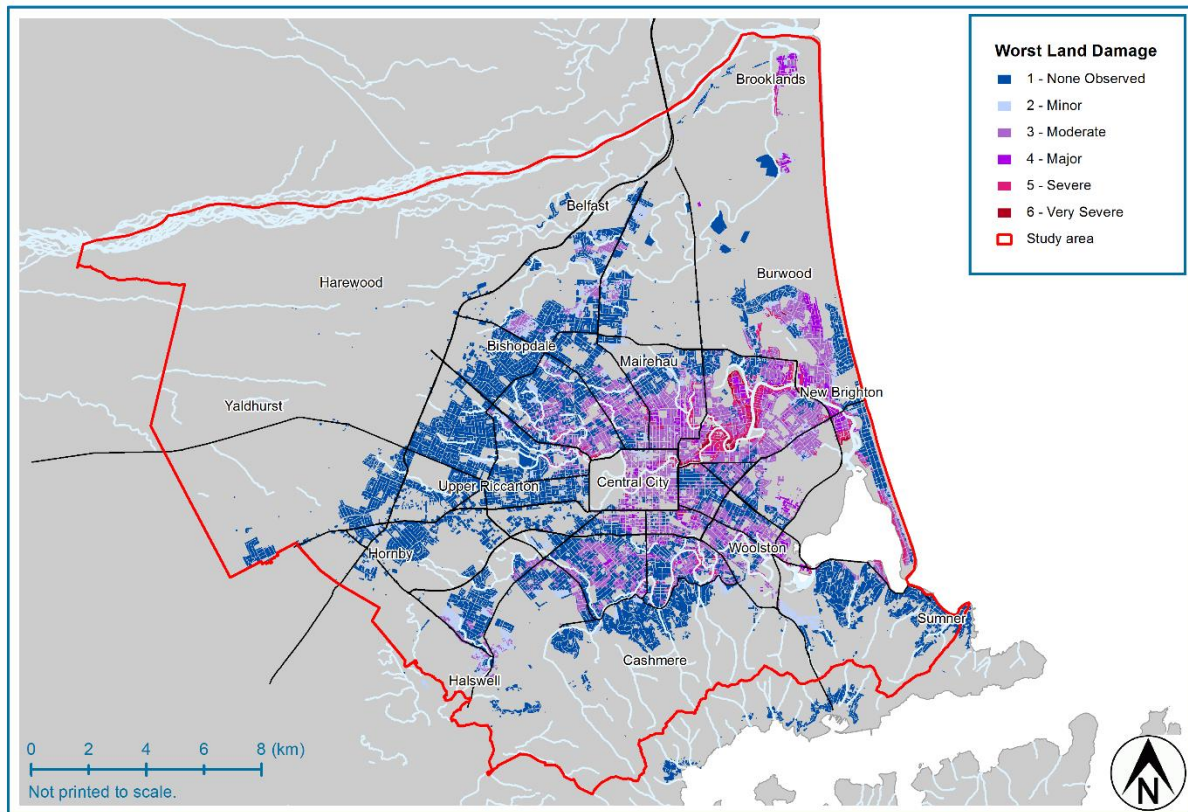 Worst Land Damage
1 - None Observed
2 - Minor
3 - Moderate
4 - Major
5 - Severe
6 - Very Severe
Study area
Brooklands
Belfast
Harewood
Burwood
Bishopdale
Mairehau
New Brighton
Yaldhurst
Upper Riccarton
Central City
Hornby
Woolston
Sumner
Cashmere
Halswell
0 2 4 6 8 (km)
Not printed to scale.
N